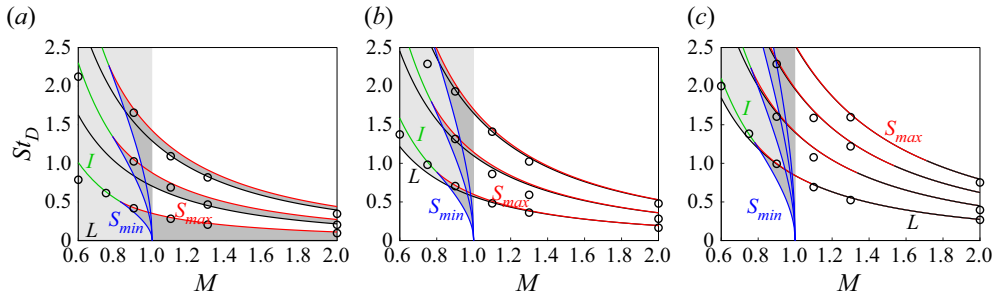 (a) (b) (c)
2.5 2.5 2.5
2.0 2.0 2.0
1.5 1.5 1.5
St_D I I I S_max
1.0 1.0 1.0
0.5 L S_min S_max 0.5 L S_min S_max 0.5 S_min L
0 0 0
0.6 0.8 1.0 1.2 1.4 1.6 1.8 2.0 0.6 0.8 1.0 1.2 1.4 1.6 1.8 2.0 0.6 0.8 1.0 1.2 1.4 1.6 1.8 2.0
M M M